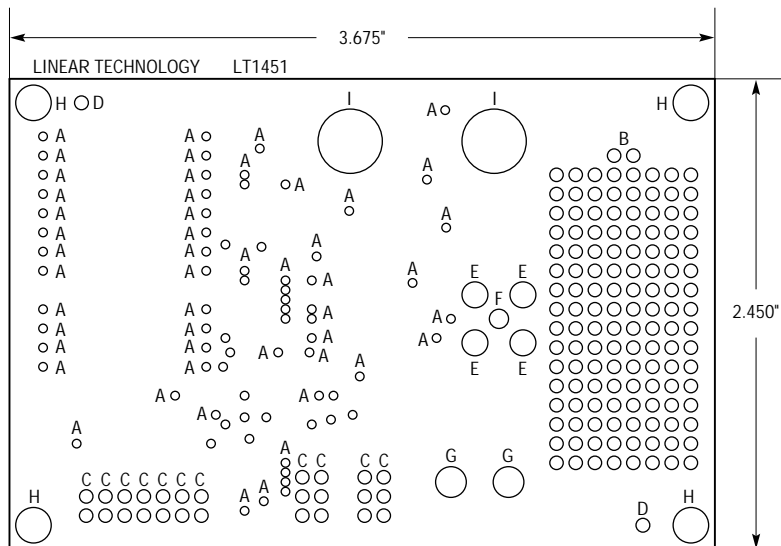 3.675"
LINEAR TECHNOLOGY LT1451
H D I A I H
A A A B
A A A
A A A A A
A A A
A A A
A A
A A A
A A A A E E
F
A A A A
A A A A
A A A A E E
A A
A A
A A
A
2.450"
A G G
C C C C C C C C C C C
H A A D H